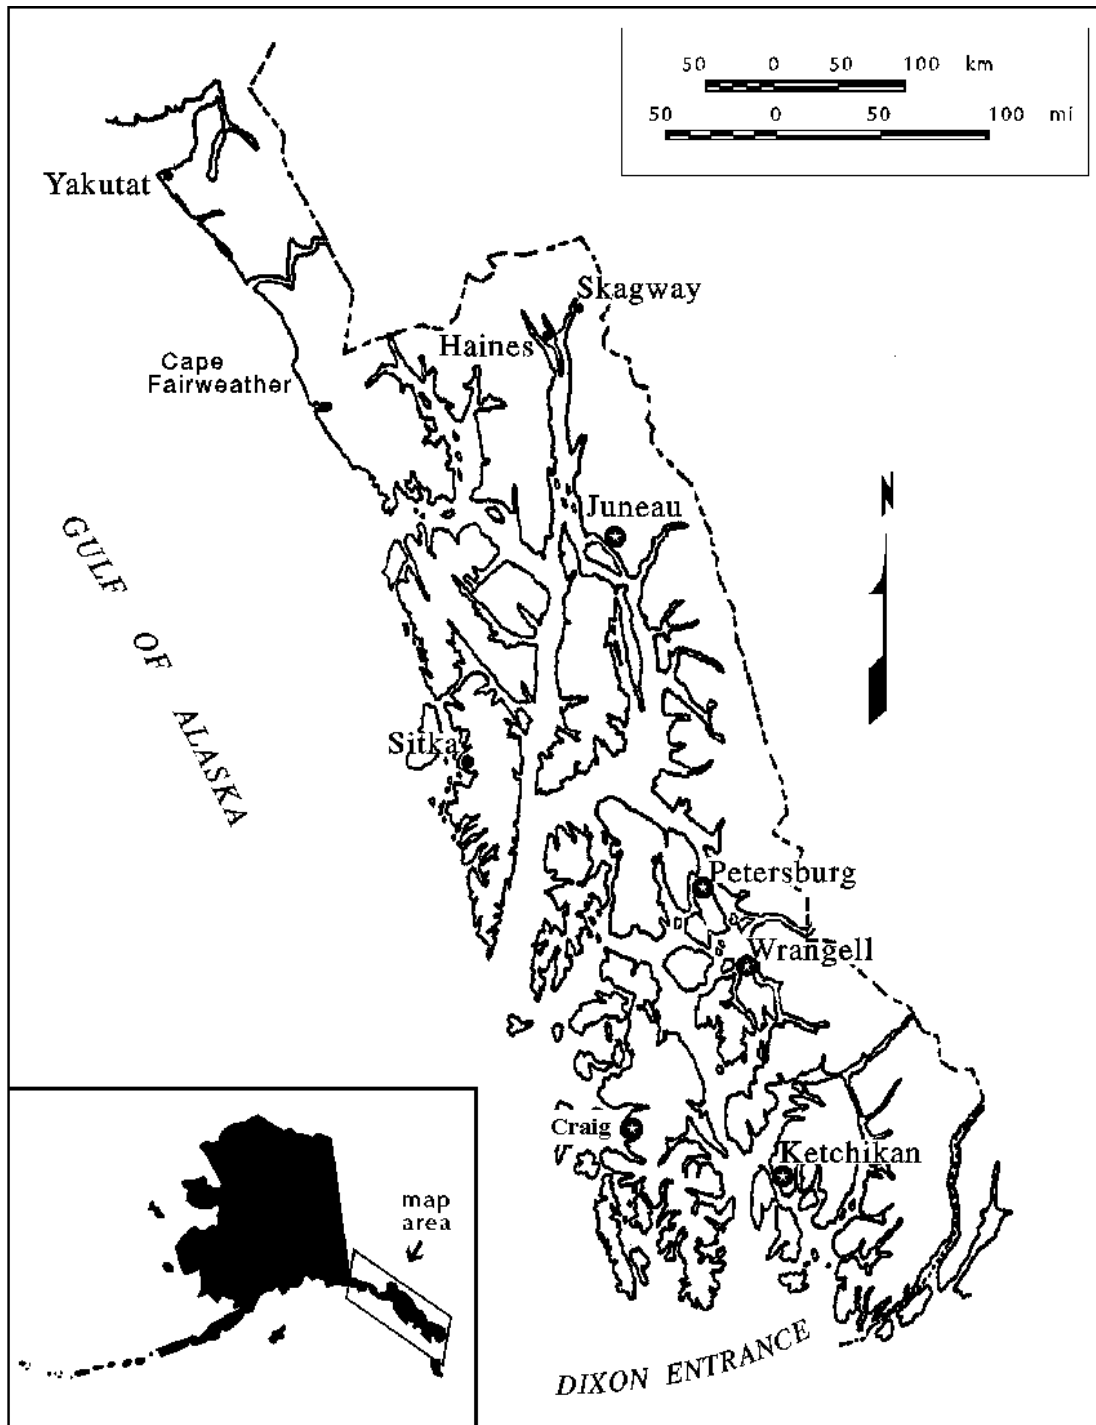 50 0 50 100 km
50 0 50 100 mi
Yakutat
Skagway
Haines
Cape
Fairweather
N
Juneau
GULF OF ALASKA
Sitka
Petersburg
Wrangell
Craig
Ketchikan
map
area
DIXON ENTRANCE